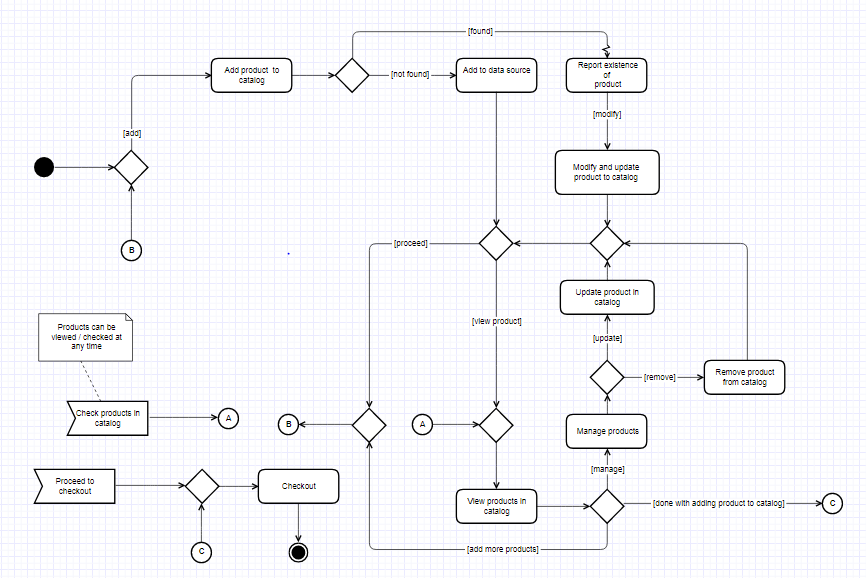 [found]
Add product to
catalog
[not found]
Add to data source
Report existence
of
product
[modify]
[add]
Modify and update
product to catalog
B
[proceed]
Update product in
catalog
[view product]
Products can be
viewed / checked at
any time
[update]
[remove]
Remove product
from catalog
Check products in
catalog
A
B
A
Manage products
[manage]
Proceed to
checkout
Checkout
View products in
catalog
[done with adding product to catalog]
C
C
[add more products]